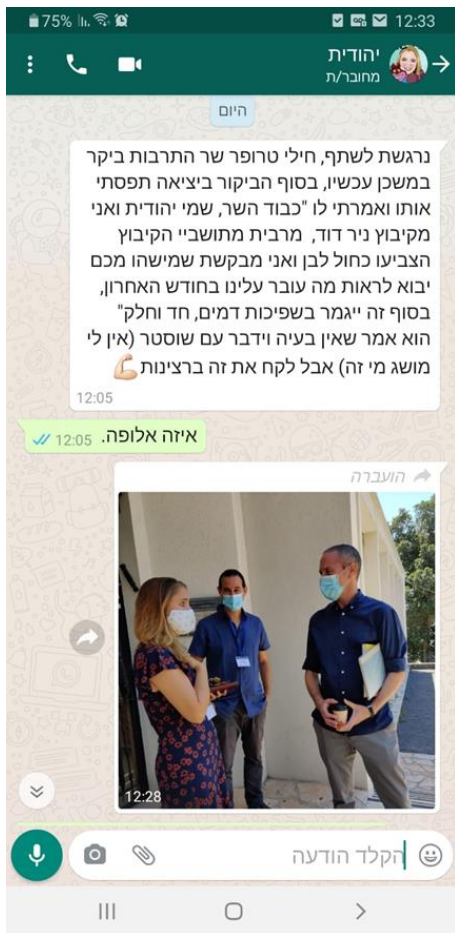 75%
12:33
יהודית
מחובר/ת
היום
נרגשת לשתף, חילי טרופר שר התרבות ביקר
במשכן עכשיו, בסוף הביקור ביציאה תפסתי
אותו ואמרתי לו "כבוד השר, שמי יהודית ואני
מקיבוץ ניר דוד, מרבית מתושביי הקיבוץ
הצביעו כחול לבן ואני מבקשת שמישהו מכם
יבוא לראות מה עובר עלינו בחודש האחרון,
בסוף זה ייגמר בשפיכות דמים, חד וחלק"
הוא אמר שאין בעיה וידבר עם שוסטר (אין לי
מושג מי זה) אבל לקח את זה ברצינות
12:05
איזה אלופה.
12:05
הועברה
12:28
הקלד הודעה